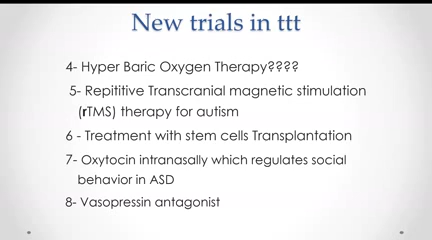 New trials in ttt
4- Hyper Baric Oxygen Therapy????
5- Repititive Transcranial magnetic stimulation
(rTMS) therapy for autism
6 - Treatment with stem cells Transplantation
7- Oxytocin intranasally which regulates social
behavior in ASD
8- Vasopressin antagonist